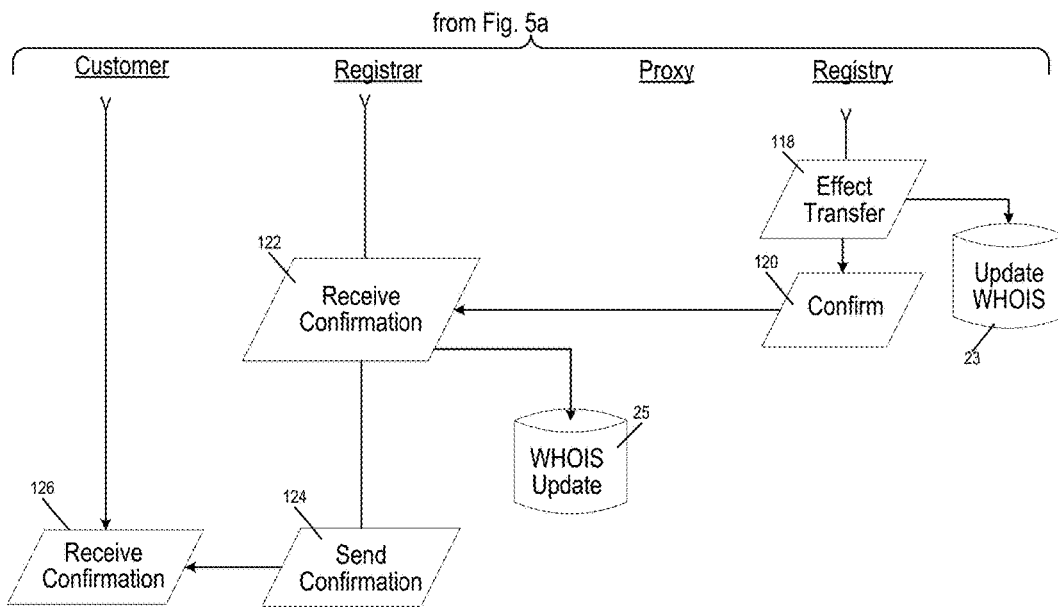 from Fig. 5a
Customer
Registrar
Proxy
Registry
118
Effect
Transfer
122
Receive
Confirmation
120
Confirm
Update
WHOIS
23
25
WHOIS
Update
126
Receive
Confirmation
124
Send
Confirmation